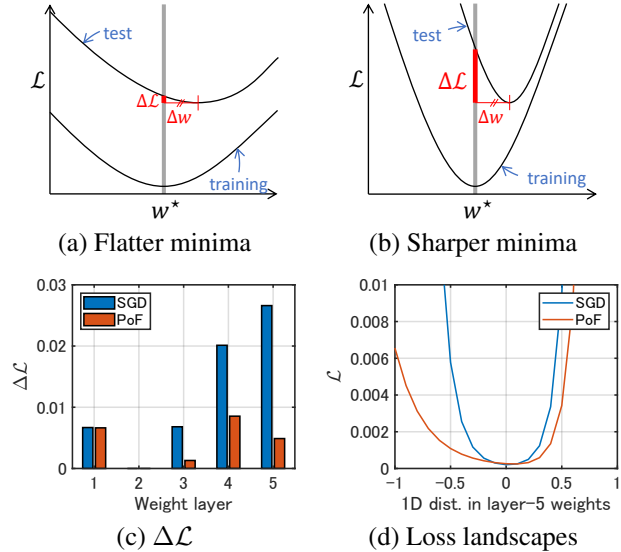 test
ℒ
Δℒ
Δw
training
w⋆
(a) Flatter minima
test
ℒ
Δℒ
Δw
training
w⋆
(b) Sharper minima
0.03
0.02
0.01
0
Δℒ
SGD
PoF
1 2 3 4 5
Weight layer
(c) Δℒ
0.01
0.008
0.006
0.004
0.002
0
ℒ
SGD
PoF
-1 -0.5 0 0.5 1
1D dist. in layer-5 weights
(d) Loss landscapes